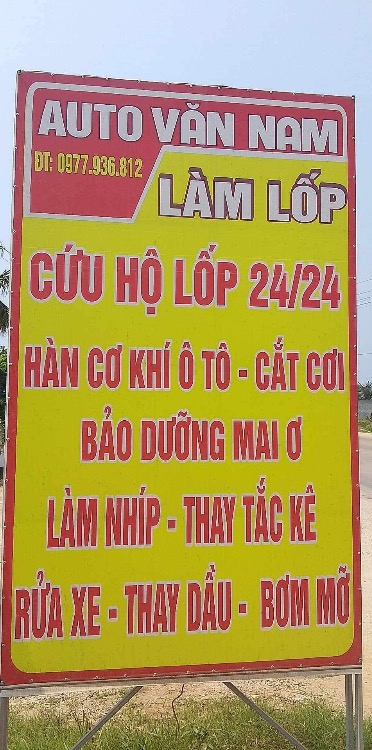 AUTO VĂN NAM
ĐT: 0977.936.812
LÀM LỐP
CỨU HỘ LỐP 24/24
HÀN CƠ KHÍ Ô TÔ - CẮT CƠI
BẢO DƯỠNG MAI Ơ
LÀM NHÍP - THAY TẮC KÊ
RỬA XE - THAY DẦU - BƠM MỠ